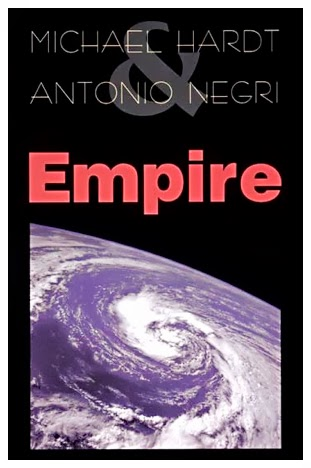 MICHAEL HARDT
&
ANTONIO NEGRI
Empire